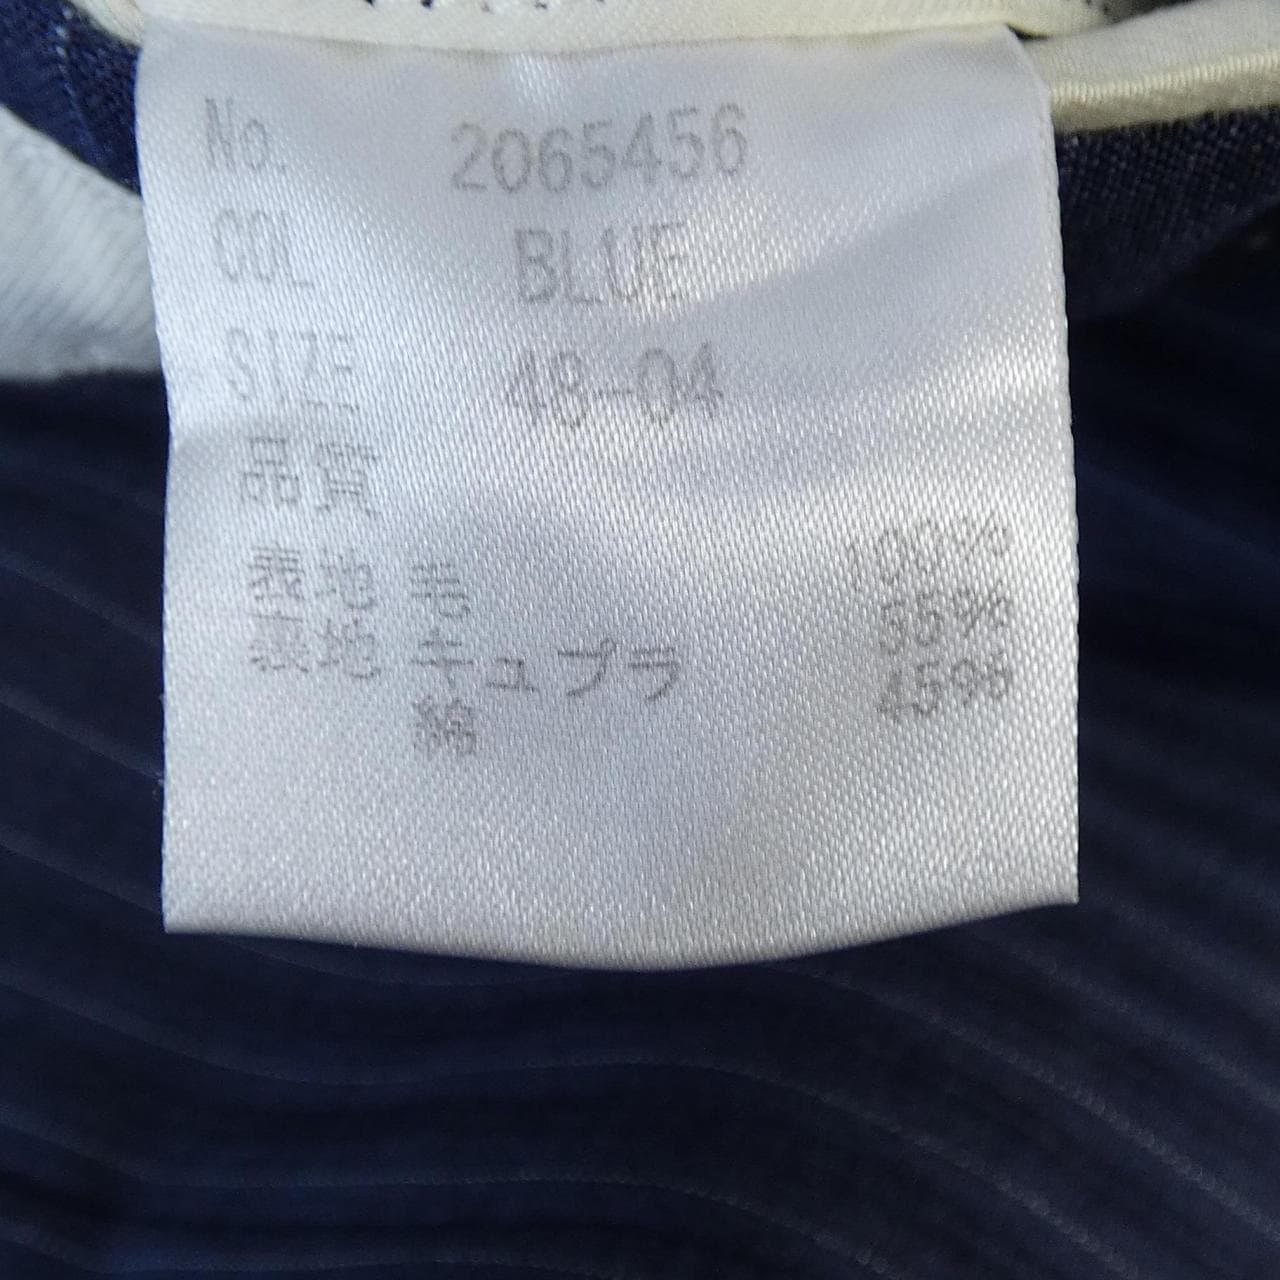 No. 2065456
COL BLUE
SIZE 48-04
品質
表地 毛 100%
裏地 キュプラ 55%
綿 45%